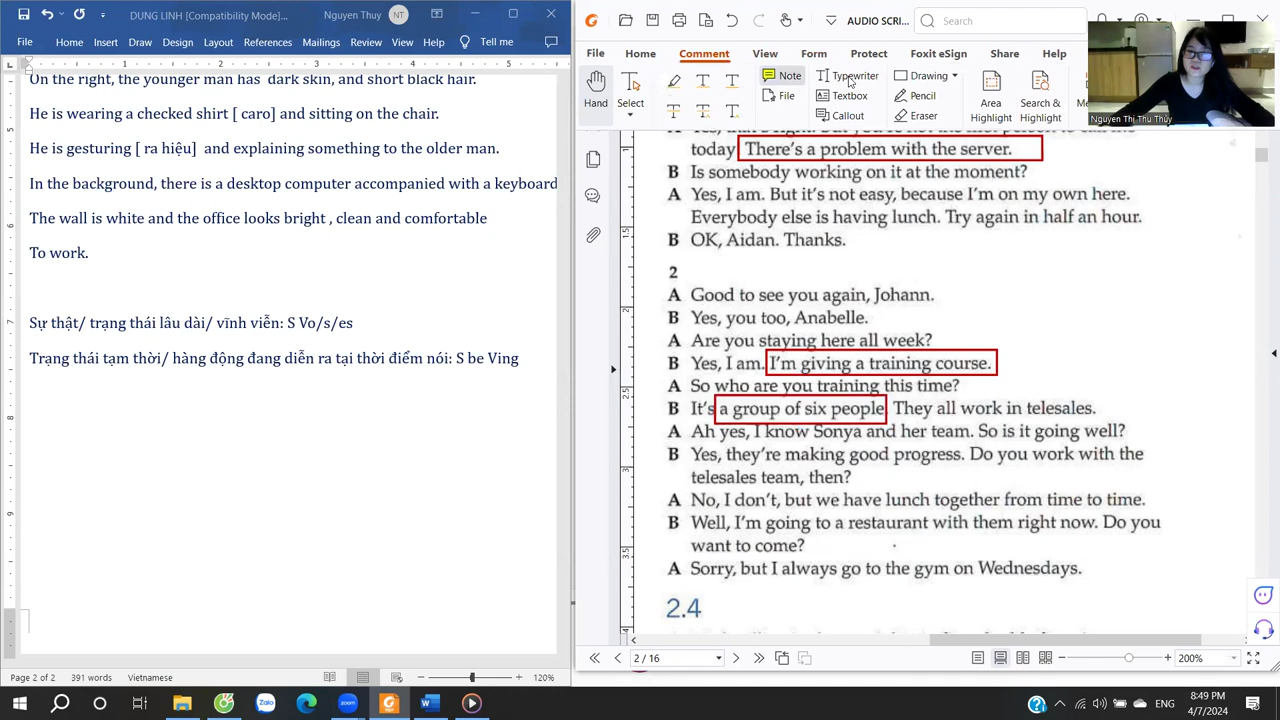 DUNG LINH [Compatibility Mode]...
Nguyen Thuy
NT
File
Home
Insert
Draw
Design
Layout
References
Mailings
Review
View
Help
Tell me
On the right, the younger man has dark skin, and short black hair.
He is wearing a checked shirt [ caro] and sitting on the chair.
He is gesturing [ ra hiệu] and explaining something to the older man.
In the background, there is a desktop computer accompanied with a keyboard
The wall is white and the office looks bright , clean and comfortable
To work.
Sự thật/ trạng thái lâu dài/ vĩnh viễn: S Vo/s/es
Trạng thái tạm thời/ hàng động đang diễn ra tại thời điểm nói: S be Ving
Page 2 of 2
391 words
Vietnamese
120%
AUDIO SCRI...
Search
File
Home
Comment
View
Form
Protect
Foxit eSign
Share
Help
Hand
Select
Note
File
Typewriter
Textbox
Callout
Drawing
Pencil
Eraser
Area
Highlight
Search &
Highlight
Nguyen Thi Thu Thủy
today. There's a problem with the server.
B Is somebody working on it at the moment?
A Yes, I am. But it's not easy, because I'm on my own here.
Everybody else is having lunch. Try again in half an hour.
B OK, Aidan. Thanks.
2
A Good to see you again, Johann.
B Yes, you too, Anabelle.
A Are you staying here all week?
B Yes, I am. I'm giving a training course.
A So who are you training this time?
B It's a group of six people. They all work in telesales.
A Ah yes, I know Sonya and her team. So is it going well?
B Yes, they're making good progress. Do you work with the
telesales team, then?
A No, I don't, but we have lunch together from time to time.
B Well, I'm going to a restaurant with them right now. Do you
want to come?
A Sorry, but I always go to the gym on Wednesdays.
2.4
2 / 16
200%
ENG
8:49 PM
4/7/2024